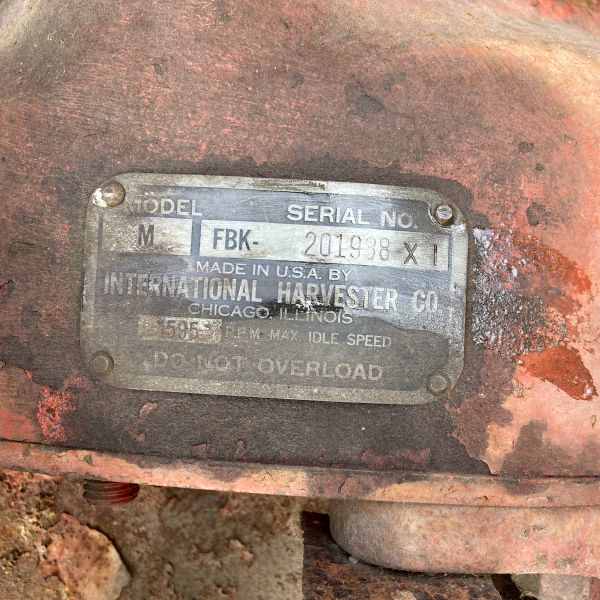 MODEL SERIAL NO.
M FBK- 201938 X 1
MADE IN U.S.A. BY
INTERNATIONAL HARVESTER CO
CHICAGO, ILLINOIS
1595 R.P.M MAX IDLE SPEED
DO NOT OVERLOAD